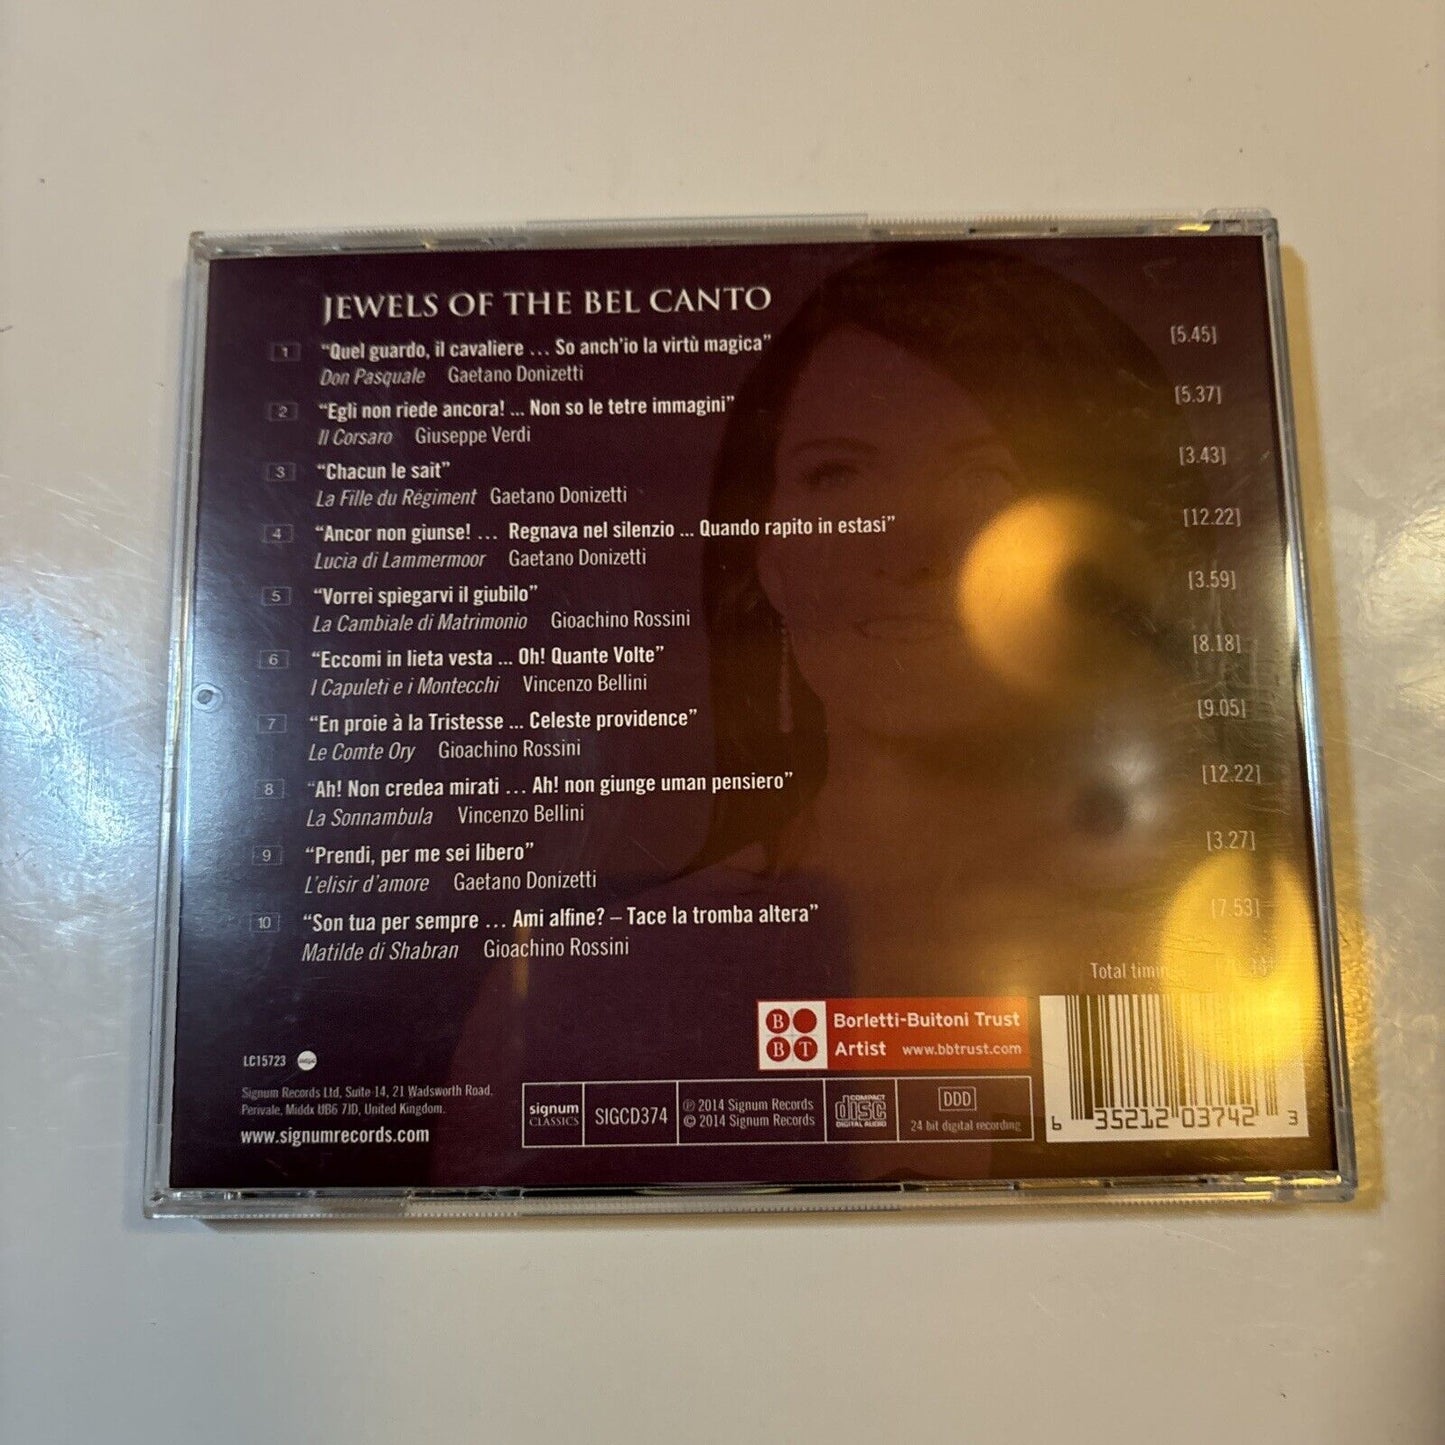 JEWELS OF THE BEL CANTO
1 “Quel guardo, il cavaliere … So anch’io la virtù magica” [5.45]
Don Pasquale Gaetano Donizetti
2 “Egli non riede ancora! ... Non so le tetre immagini” [5.37]
Il Corsaro Giuseppe Verdi
3 “Chacun le sait” [3.43]
La Fille du Régiment Gaetano Donizetti
4 “Ancor non giunse! … Regnava nel silenzio ... Quando rapito in estasi” [12.22]
Lucia di Lammermoor Gaetano Donizetti
5 “Vorrei spiegarvi il giubilo” [3.59]
La Cambiale di Matrimonio Gioachino Rossini
6 “Eccomi in lieta vesta ... Oh! Quante Volte” [8.18]
I Capuleti e i Montecchi Vincenzo Bellini
7 “En proie à la Tristesse ... Celeste providence” [9.05]
Le Comte Ory Gioachino Rossini
8 “Ah! Non credea mirati … Ah! non giunge uman pensiero” [12.22]
La Sonnambula Vincenzo Bellini
9 “Prendi, per me sei libero” [3.27]
L’elisir d’amore Gaetano Donizetti
10 “Son tua per sempre … Ami alfine? – Tace la tromba altera” [7.53]
Matilde di Shabran Gioachino Rossini
Total
B Borletti-Buitoni Trust
B T Artist www.bbtrust.com
LC15723
Signum Records Ltd, Suite 14, 21 Wadsworth Road,
Perivale, Middx UB6 7JD, United Kingdom.
www.signumrecords.com
signum
CLASSICS
SIGCD374
℗ 2014 Signum Records
© 2014 Signum Records
COMPACT
disc
DIGITAL AUDIO
DDD
24 bit digital recording
6 35212 03742 3